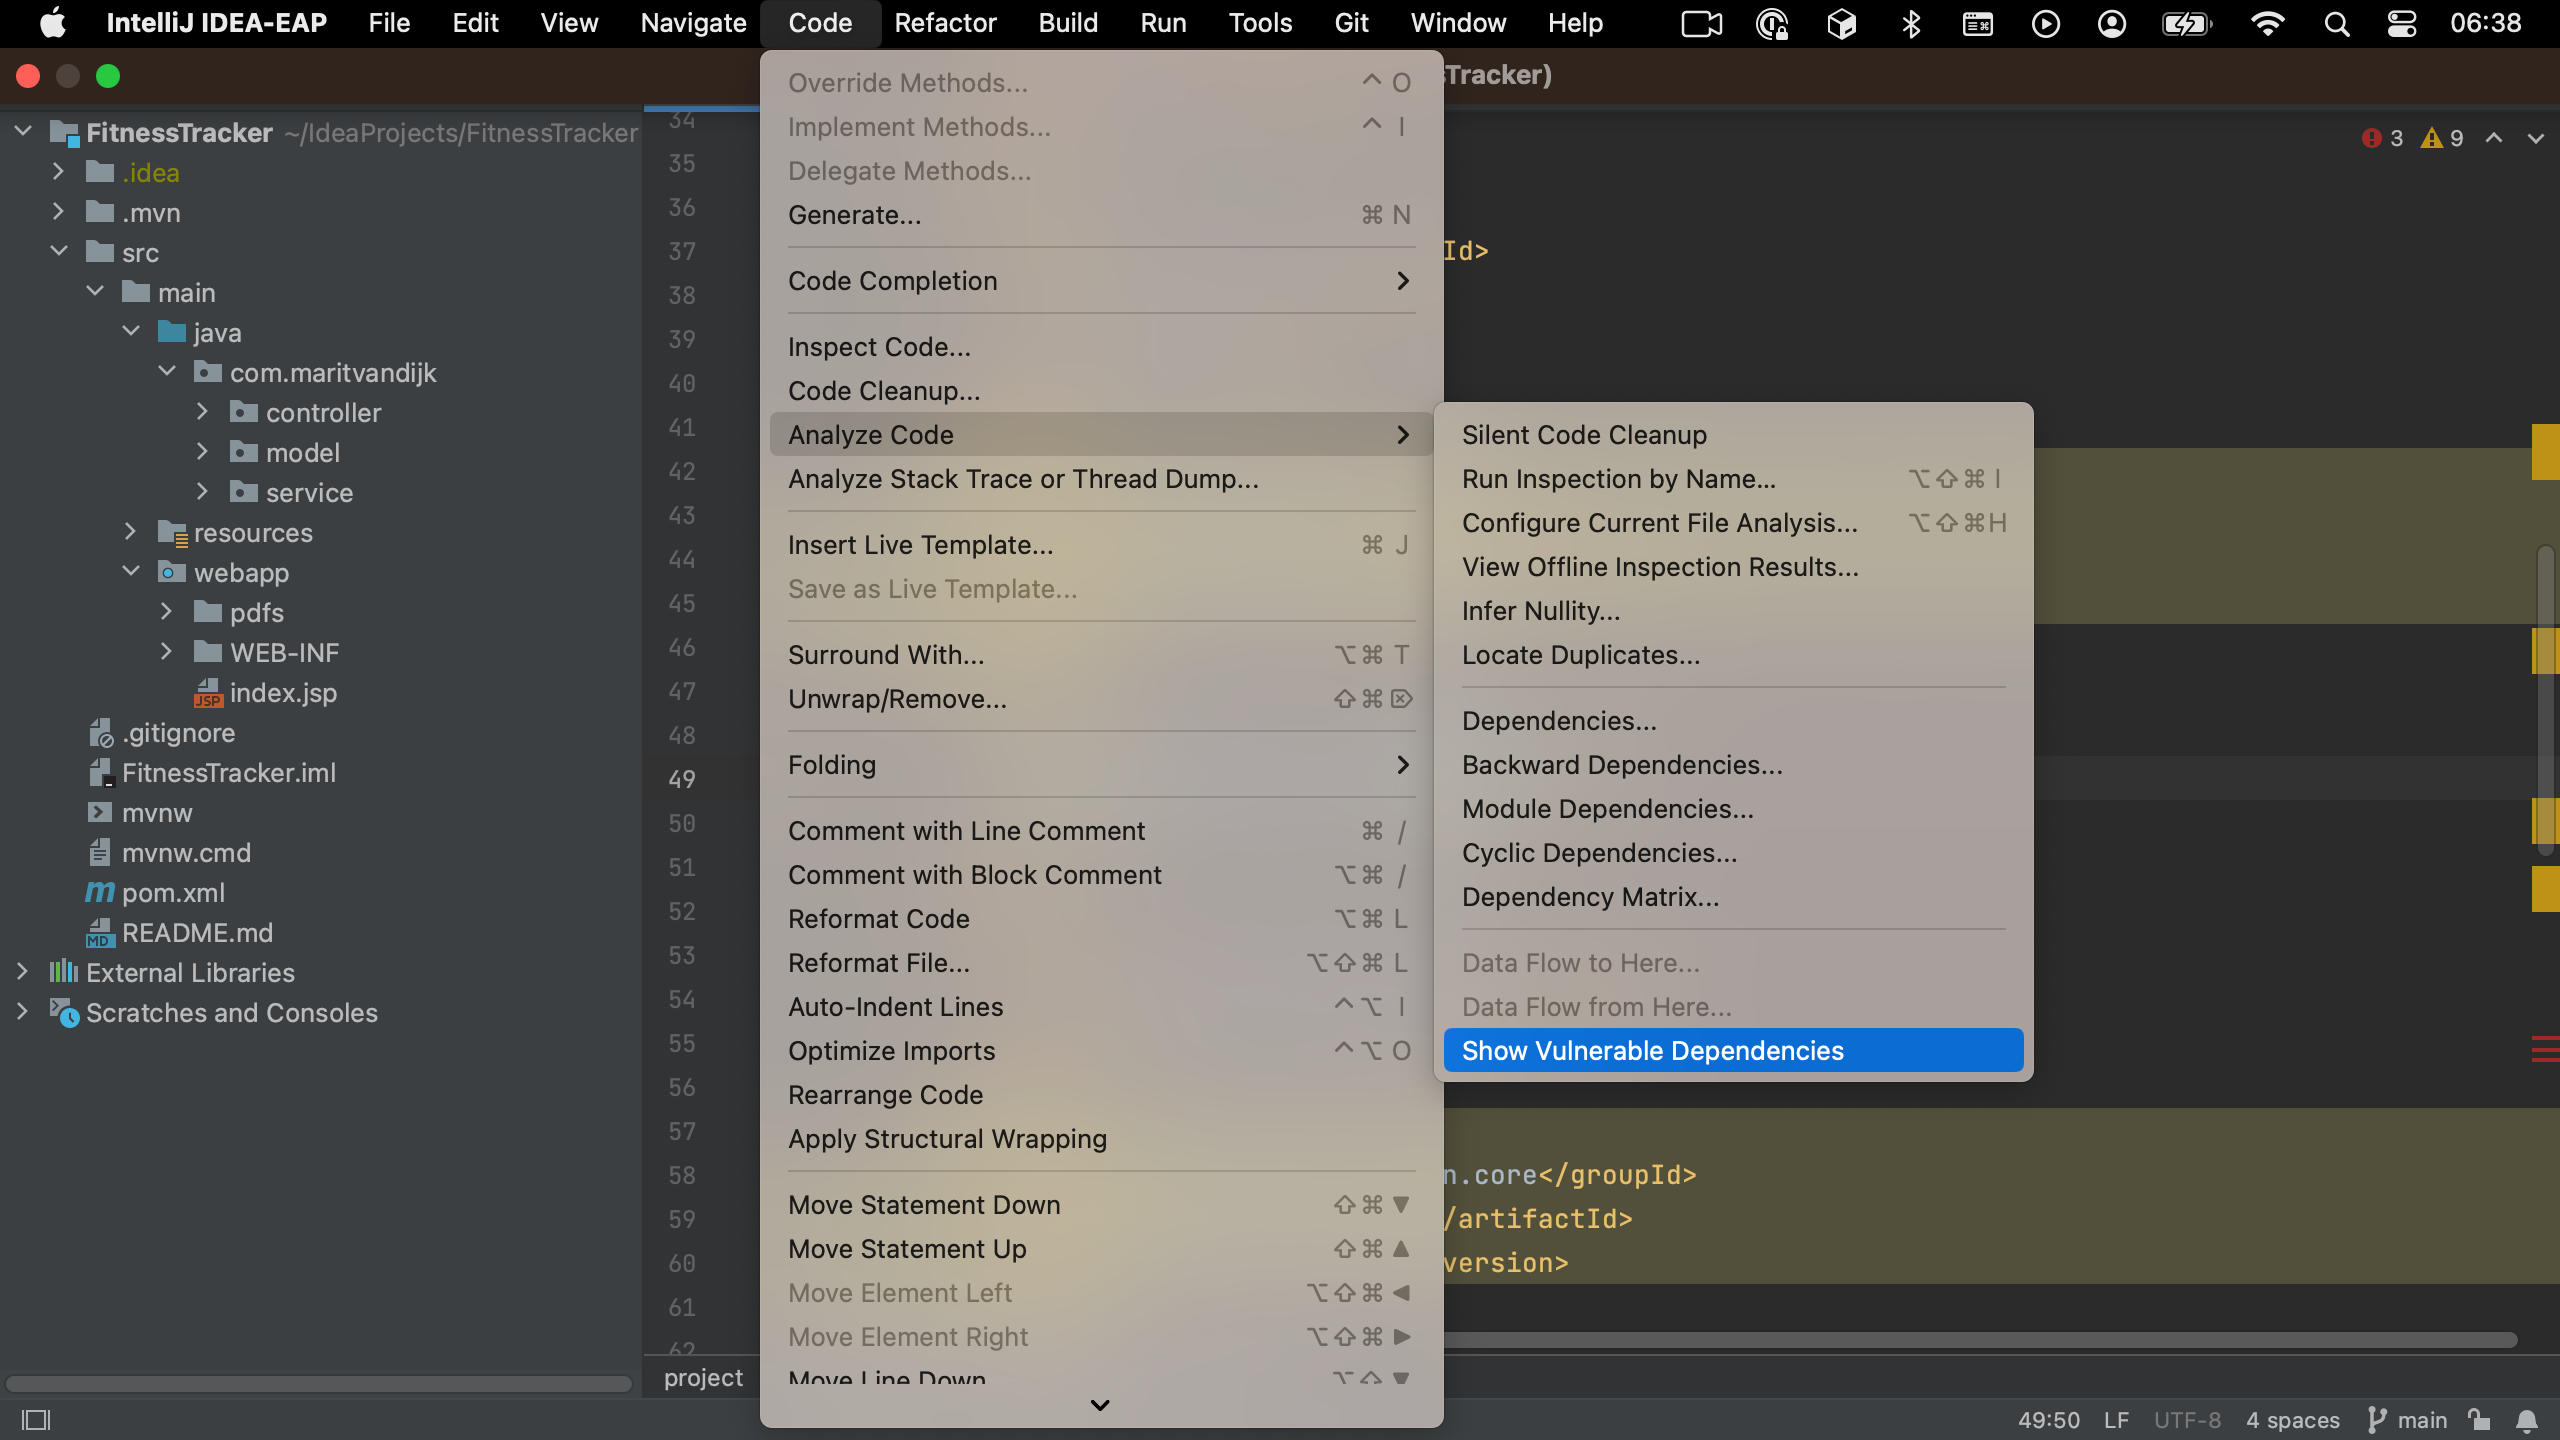 IntelliJ IDEA-EAP File Edit View Navigate Code Refactor Build Run Tools Git Window Help 06:38
sTracker)
FitnessTracker ~/IdeaProjects/FitnessTracker
.idea
.mvn
src
main
java
com.maritvandijk
controller
model
service
resources
webapp
pdfs
WEB-INF
index.jsp
.gitignore
FitnessTracker.iml
mvnw
mvnw.cmd
pom.xml
README.md
External Libraries
Scratches and Consoles
34
35
36
37
38
39
40
41
42
43
44
45
46
47
48
49
50
51
52
53
54
55
56
57
58
59
60
61
62
Override Methods... ⌃ O
Implement Methods... ⌃ I
Delegate Methods...
Generate... ⌘ N
Code Completion
Inspect Code...
Code Cleanup...
Analyze Code
Analyze Stack Trace or Thread Dump...
Insert Live Template... ⌘ J
Save as Live Template...
Surround With... ⌥⌘ T
Unwrap/Remove... ⇧⌘⌦
Folding
Comment with Line Comment ⌘ /
Comment with Block Comment ⌥⌘ /
Reformat Code ⌥⌘ L
Reformat File... ⌥⇧⌘ L
Auto-Indent Lines ⌃⌥ I
Optimize Imports ⌃⌥ O
Rearrange Code
Apply Structural Wrapping
Move Statement Down ⇧⌘▼
Move Statement Up ⇧⌘▲
Move Element Left ⌥⇧⌘◀
Move Element Right ⌥⇧⌘▶
Move Line Down ⌥⇧▼
Silent Code Cleanup
Run Inspection by Name... ⌥⇧⌘ I
Configure Current File Analysis... ⌥⇧⌘H
View Offline Inspection Results...
Infer Nullity...
Locate Duplicates...
Dependencies...
Backward Dependencies...
Module Dependencies...
Cyclic Dependencies...
Dependency Matrix...
Data Flow to Here...
Data Flow from Here...
Show Vulnerable Dependencies
3 9
Id>
n.core</groupId>
/artifactId>
version>
project
49:50 LF UTF-8 4 spaces main